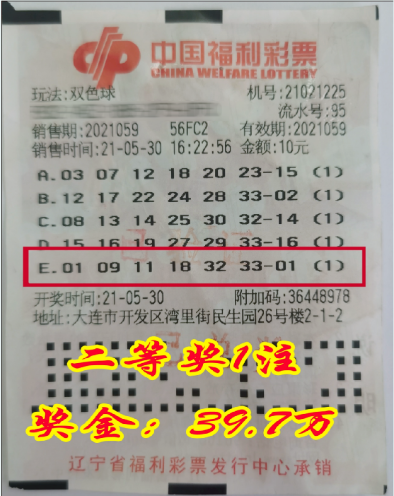 中国福利彩票
CHINA WELFARE LOTTERY
玩法:双色球 机号:21021225
流水号:95
销售期:2021059 56FC2 有效期:2021059
销售时间:21-05-30 16:22:56 金额:10元
A.03 07 12 18 20 23-15 (1)
B.12 17 22 24 28 33-02 (1)
C.08 13 14 25 30 32-14 (1)
D.15 16 19 27 29 33-16 (1)
E.01 09 11 18 32 33-01 (1)
开奖时间:21-05-30 附加码:36448978
地址:大连市开发区湾里街民生园26号楼2-1-2
二等奖1注
奖金：39.7万
辽宁省福利彩票发行中心承销